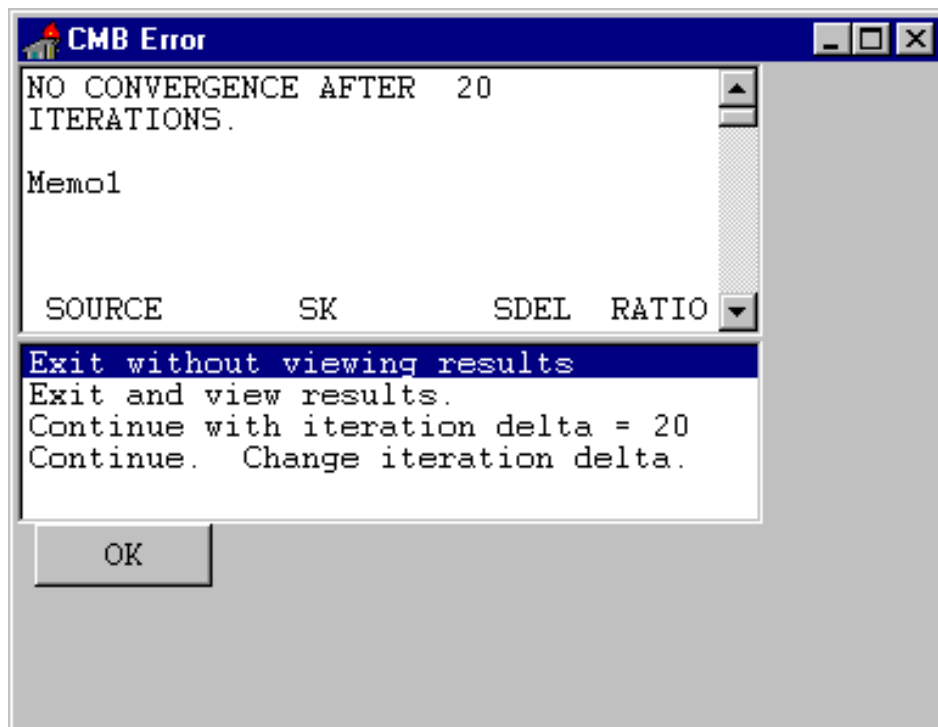 CMB Error
NO CONVERGENCE AFTER  20
ITERATIONS.
Memo1
SOURCE       SK        SDEL  RATIO
Exit without viewing results
Exit and view results.
Continue with iteration delta = 20
Continue.  Change iteration delta.
OK